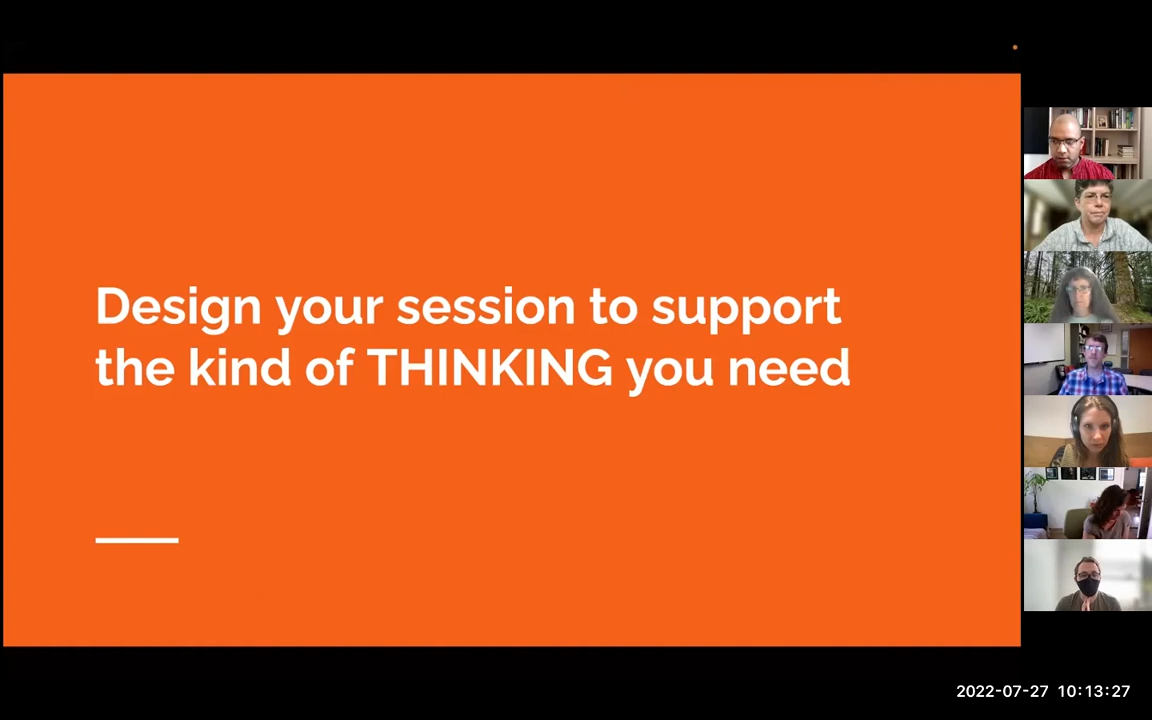 Design your session to support
the kind of THINKING you need
2022-07-27 10:13:27